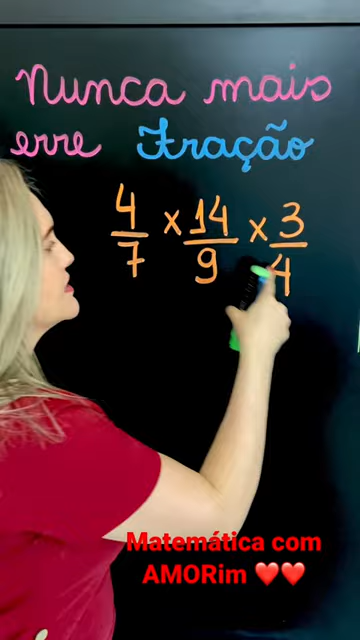 Nunca mais
erre Fração
4/7 x 14/9 x 3/4
Matemática com
AMORim ❤️❤️